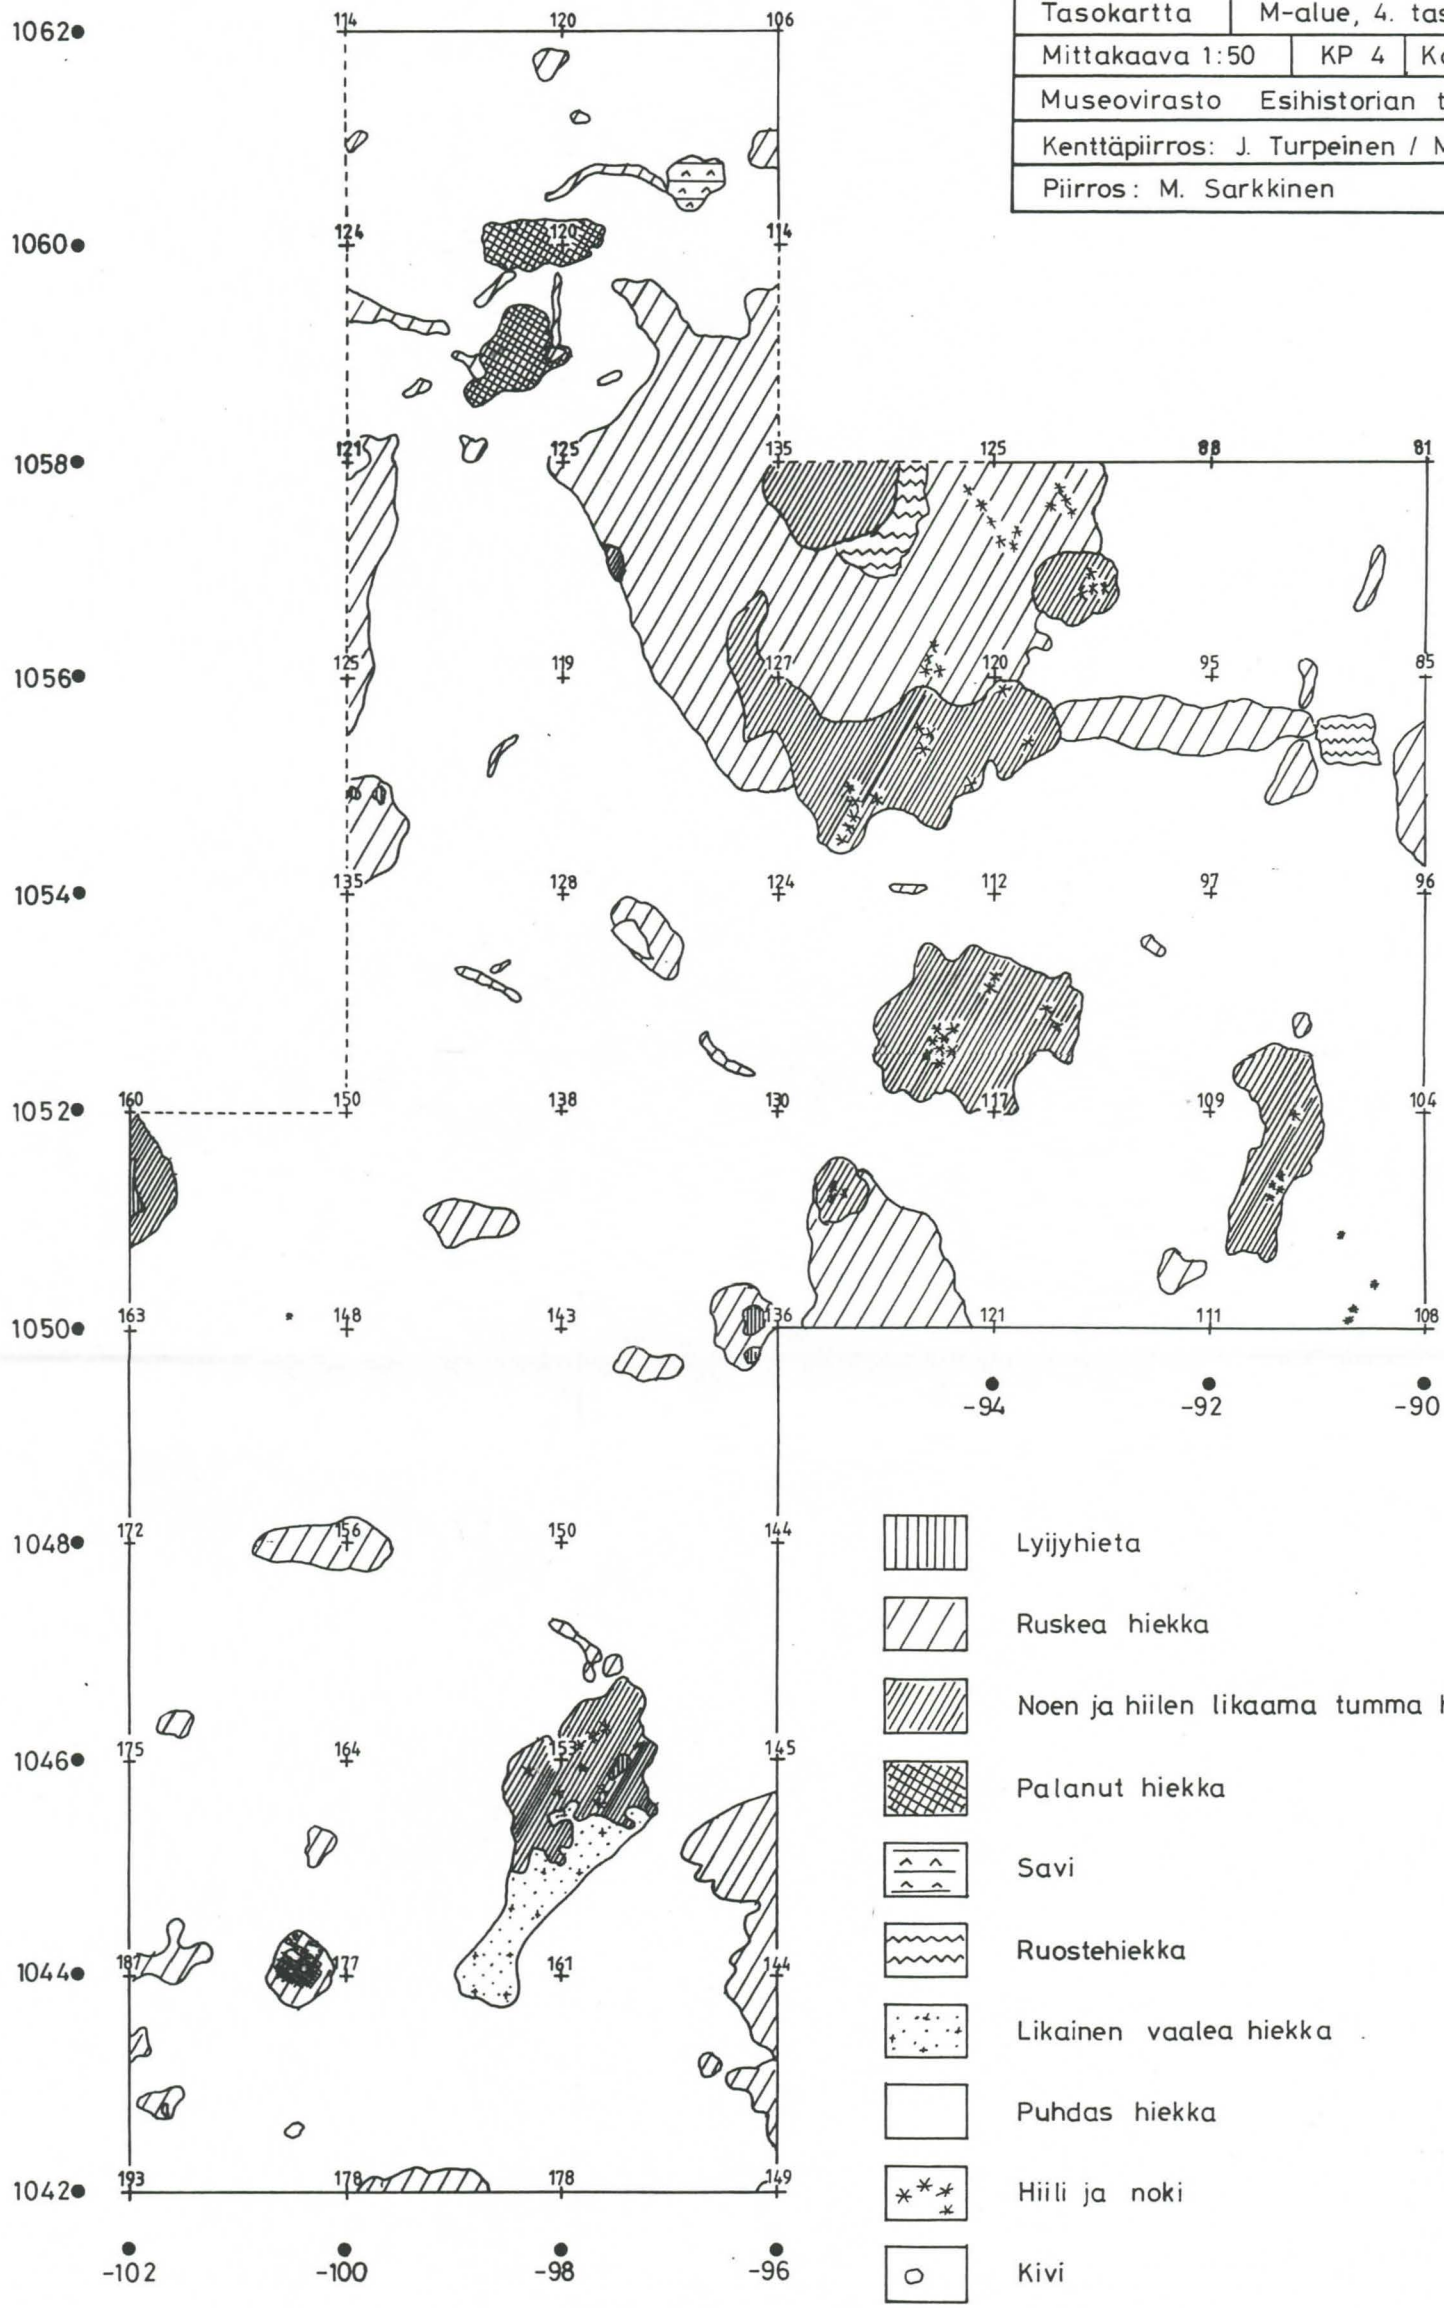 Tasokartta M-alue, 4. tas
Mittakaava 1:50 KP 4
Museovirasto Esihistorian t
Kenttäpiirros: J. Turpeinen / M
Piirros: M. Sarkkinen
1062 114 120 106
1060 124 120 114
1058 121 125 135 125 88 81
1056 125 119 127 120 95 85
1054 135 128 124 112 97 96
1052 160 150 138 130 117 109 104
1050 163 148 143 136 121 111 108
-94 -92 -90
1048 172 156 150 144
1046 175 164 153 145
1044 187 177 161 144
1042 193 178 178 149
-102 -100 -98 -96
Lyijyhieta
Ruskea hiekka
Noen ja hiilen likaama tumma h
Palanut hiekka
Savi
Ruostehiekka
Likainen vaalea hiekka
Puhdas hiekka
Hiili ja noki
Kivi